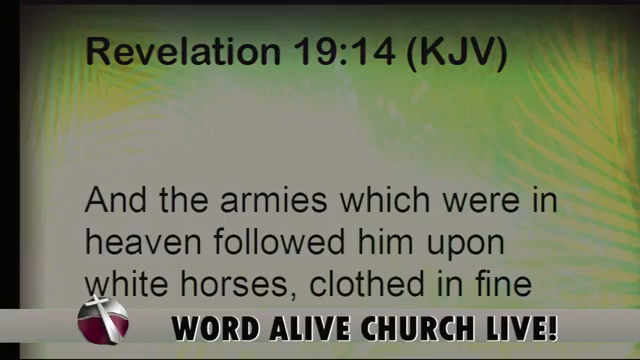 Revelation 19:14 (KJV)
And the armies which were in
heaven followed him upon
white horses, clothed in fine
WORD ALIVE CHURCH LIVE!